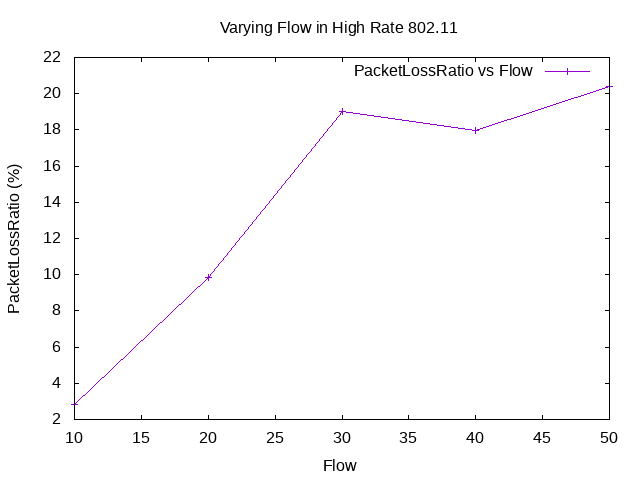 Varying Flow in High Rate 802.11
PacketLossRatio vs Flow
PacketLossRatio (%)
22
20
18
16
14
12
10
8
6
4
2
10 15 20 25 30 35 40 45 50
Flow